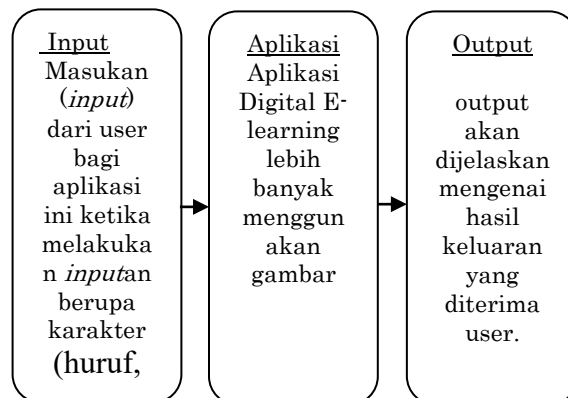 Input
Masukan
(input)
dari user
bagi
aplikasi
ini ketika
melakuka
n inputan
berupa
karakter
(huruf,
Aplikasi
Aplikasi
Digital E-
learning
lebih
banyak
menggun
akan
gambar
Output
output
akan
dijelaskan
mengenai
hasil
keluaran
yang
diterima
user.